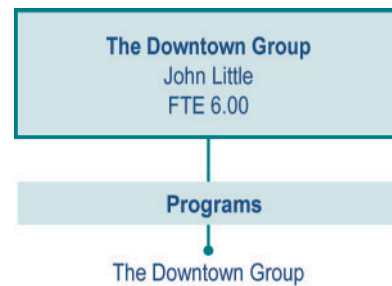 The Downtown Group
John Little
FTE 6.00
Programs
The Downtown Group